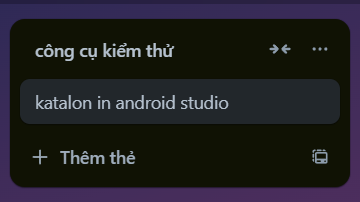 công cụ kiểm thử
katalon in android studio
Thêm thẻ